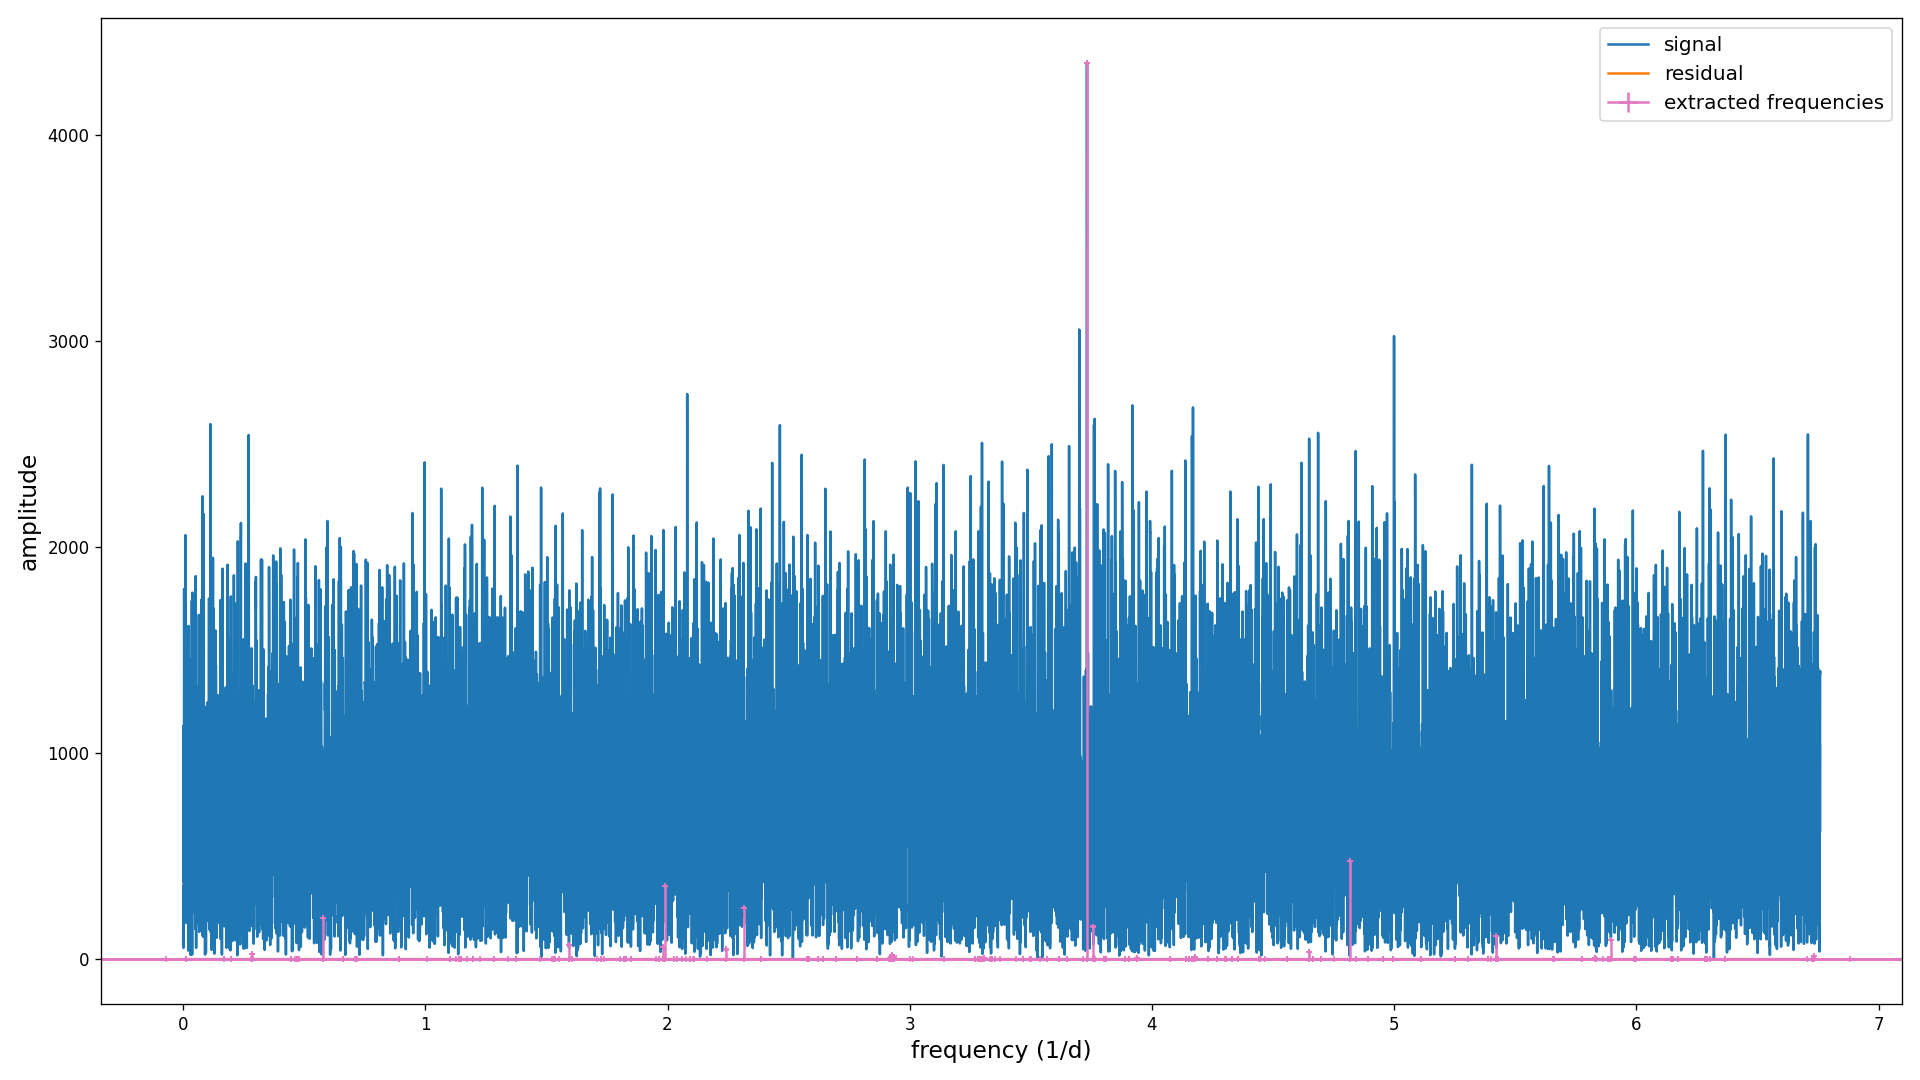 signal
residual
extracted frequencies
amplitude
4000
3000
2000
1000
0
0 1 2 3 4 5 6 7
frequency (1/d)